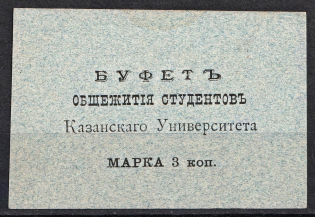 БУФЕТЪ
ОБЩЕЖИТІЯ СТУДЕНТОВЪ
Казанскаго Университета
МАРКА 3 коп.